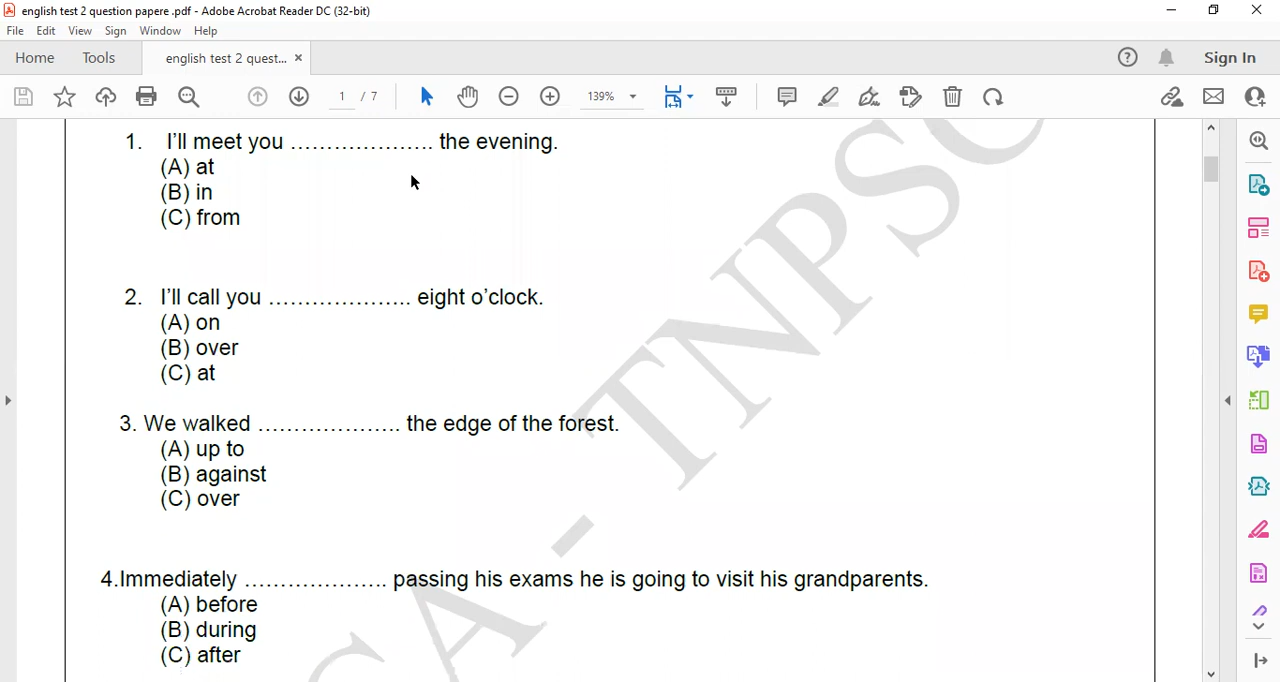 english test 2 question papere .pdf - Adobe Acrobat Reader DC (32-bit)
File Edit View Sign Window Help
Home Tools english test 2 quest... × Sign In
1 / 7 139%
1. I'll meet you .................... the evening.
(A) at
(B) in
(C) from
2. I'll call you .................... eight o'clock.
(A) on
(B) over
(C) at
3. We walked .................... the edge of the forest.
(A) up to
(B) against
(C) over
4.Immediately .................... passing his exams he is going to visit his grandparents.
(A) before
(B) during
(C) after
CA - TNPSC